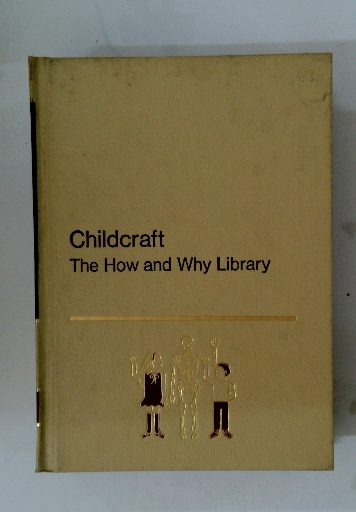 Childcraft
The How and Why Library